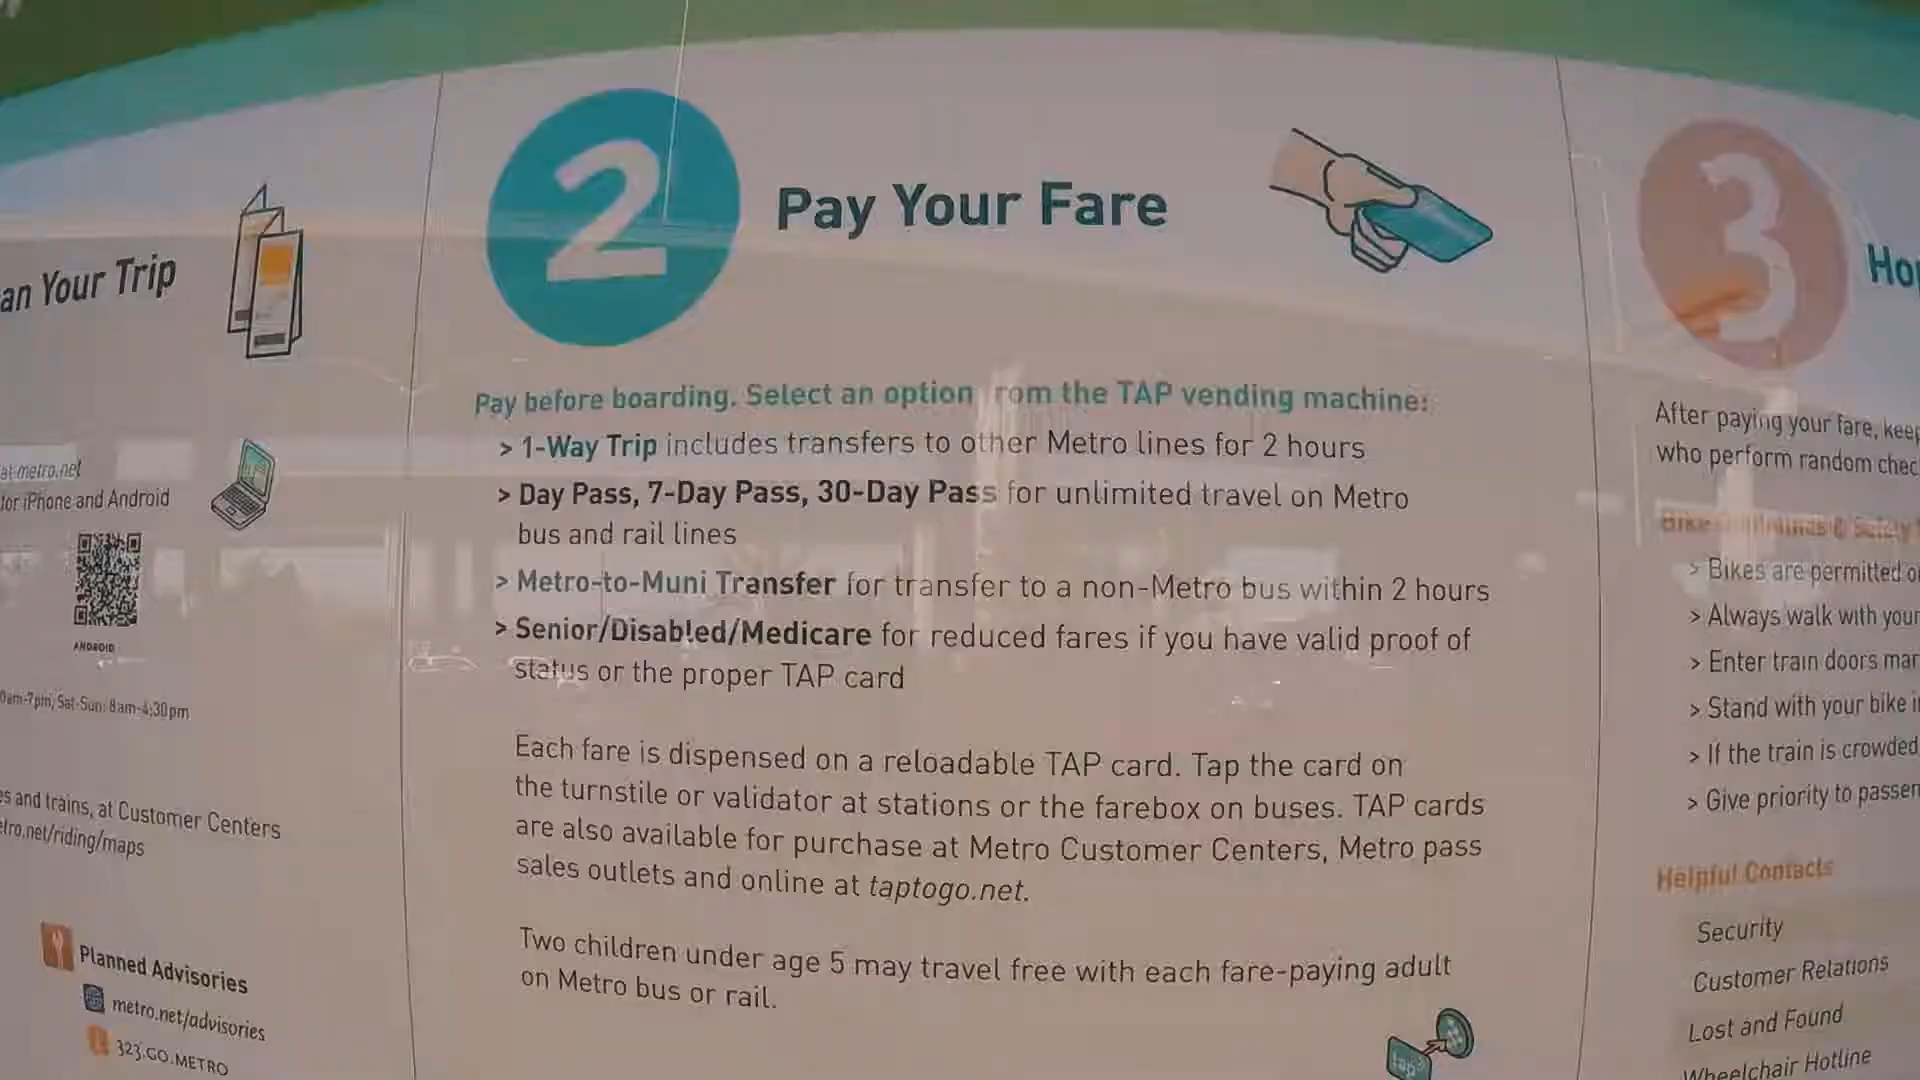 an Your Trip
at metro.net
for iPhone and Android
ANDROID
0am-7pm, Sat-Sun: 8am-4:30pm
es and trains, at Customer Centers
etro.net/riding/maps
Planned Advisories
metro.net/advisories
323.GO.METRO
2
Pay Your Fare
Pay before boarding. Select an option rom the TAP vending machine:
> 1-Way Trip includes transfers to other Metro lines for 2 hours
> Day Pass, 7-Day Pass, 30-Day Pass for unlimited travel on Metro
bus and rail lines
> Metro-to-Muni Transfer for transfer to a non-Metro bus within 2 hours
> Senior/Disabled/Medicare for reduced fares if you have valid proof of
status or the proper TAP card
Each fare is dispensed on a reloadable TAP card. Tap the card on
the turnstile or validator at stations or the farebox on buses. TAP cards
are also available for purchase at Metro Customer Centers, Metro pass
sales outlets and online at taptogo.net.
Two children under age 5 may travel free with each fare-paying adult
on Metro bus or rail.
tap
3
Hop
After paying your fare, keep
who perform random chec
Bike & Safety
> Bikes are permitted o
> Always walk with your
> Enter train doors mar
> Stand with your bike i
> If the train is crowded
> Give priority to passen
Helpful Contacts
Security
Customer Relations
Lost and Found
Wheelchair Hotline